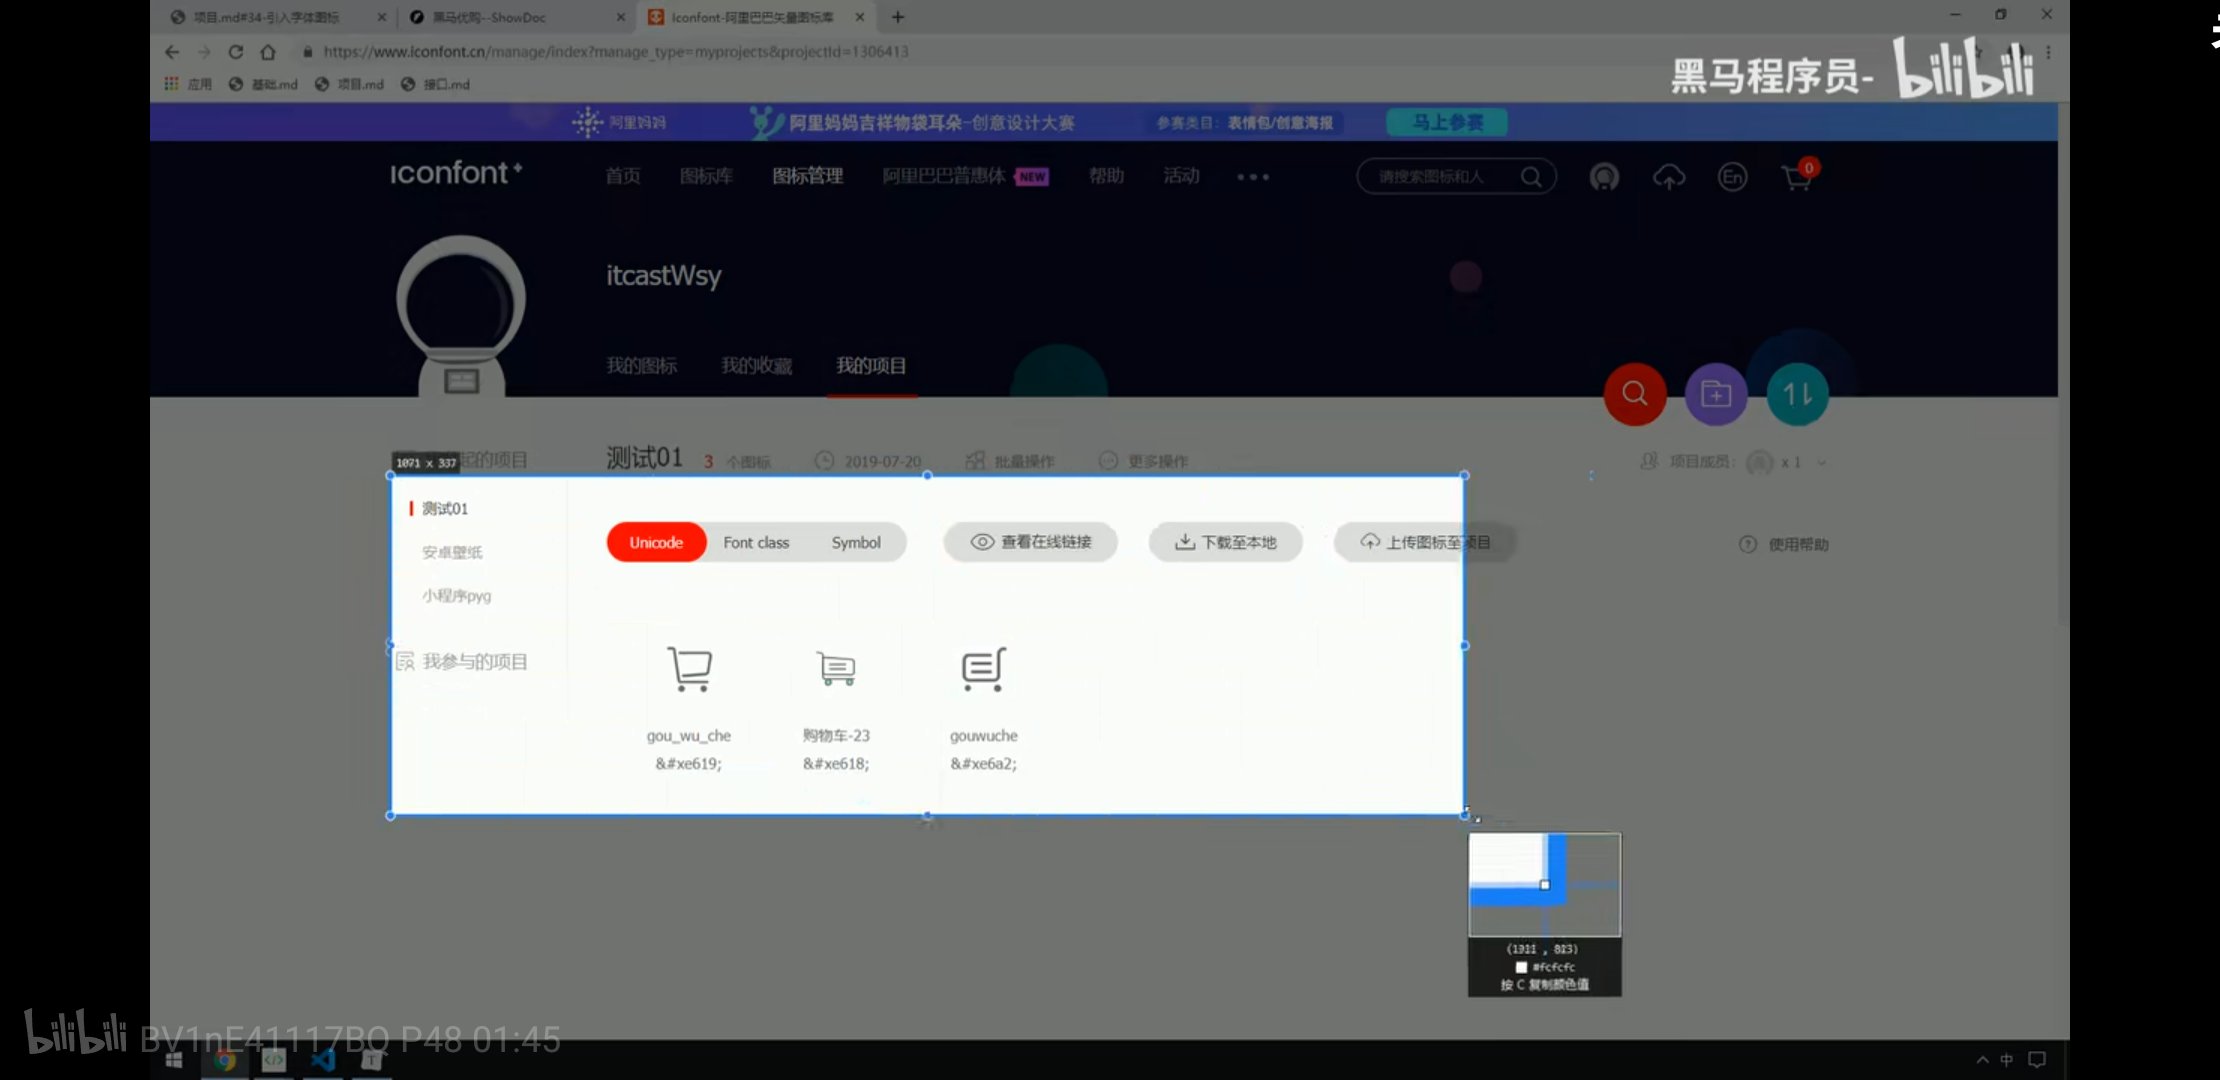 项目.md#34-引入字体图标
黑马优购--ShowDoc
Iconfont-阿里巴巴矢量图标库
https://www.iconfont.cn/manage/index?manage_type=myprojects&projectId=1306413
应用 基础.md 项目.md 接口.md
黑马程序员- bilibili
阿里妈妈 阿里妈妈吉祥物袋耳朵-创意设计大赛 参赛类目：表情包/创意海报 马上参赛
iconfont+ 首页 图标库 图标管理 阿里巴巴普惠体 NEW 帮助 活动 ••• 请搜索图标和人 En 0
itcastWsy
我的图标 我的收藏 我的项目
起的项目 测试01 3 个图标 2019-07-20 批量操作 更多操作 项目成员： x 1
1071 x 337
测试01
Unicode Font class Symbol 查看在线链接 下载至本地 上传图标至项目 使用帮助
安卓壁纸
小程序pyg
我参与的项目
gou_wu_che 购物车-23 gouwuche
&#xe619; &#xe618; &#xe6a2;
#fcfcfc
按 C 复制颜色值
bilibili BV1nE41117BQ P48 01:45
中